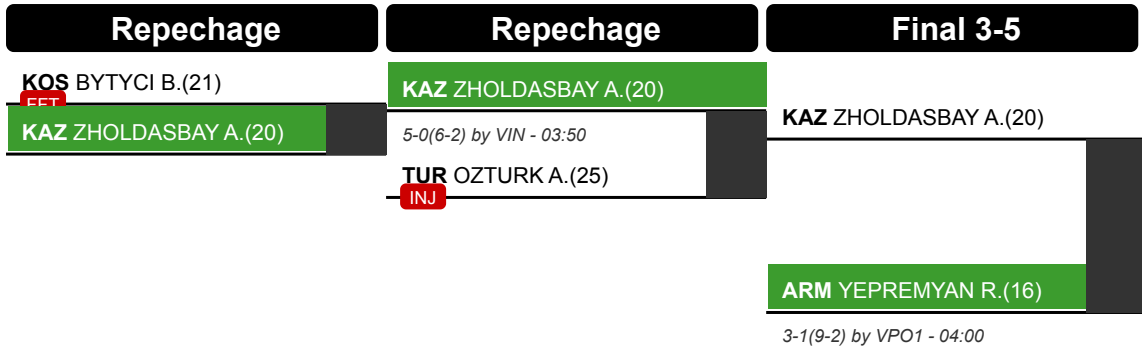 Repechage
KOS BYTYCI B.(21)
KAZ ZHOLDASBAY A.(20)
Repechage
KAZ ZHOLDASBAY A.(20)
5-0(6-2) by VIN - 03:50
TUR OZTURK A.(25)
INJ
Final 3-5
KAZ ZHOLDASBAY A.(20)
ARM YEPREMYAN R.(16)
3-1(9-2) by VPO1 - 04:00